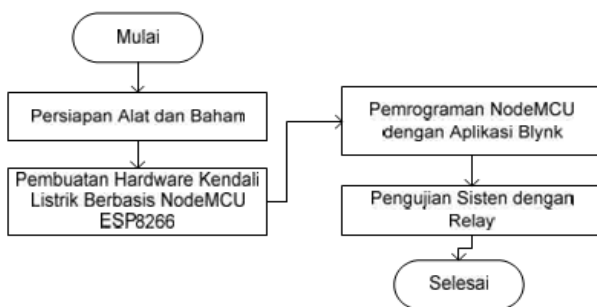 Mulai
Persiapan Alat dan Baham
Pembuatan Hardware Kendali
Listrik Berbasis NodeMCU
ESP8266
Pemrograman NodeMCU
dengan Aplikasi Blynk
Pengujian Sisten dengan
Relay
Selesai